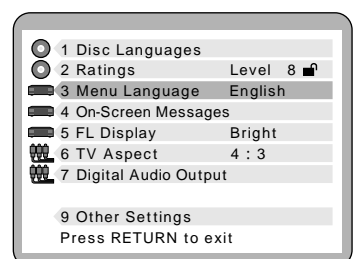 1 Disc Languages
2 Ratings Level 8
3 Menu Language English
4 On-Screen Messages
5 FL Display Bright
6 TV Aspect 4 : 3
7 Digital Audio Output
9 Other Settings
Press RETURN to exit